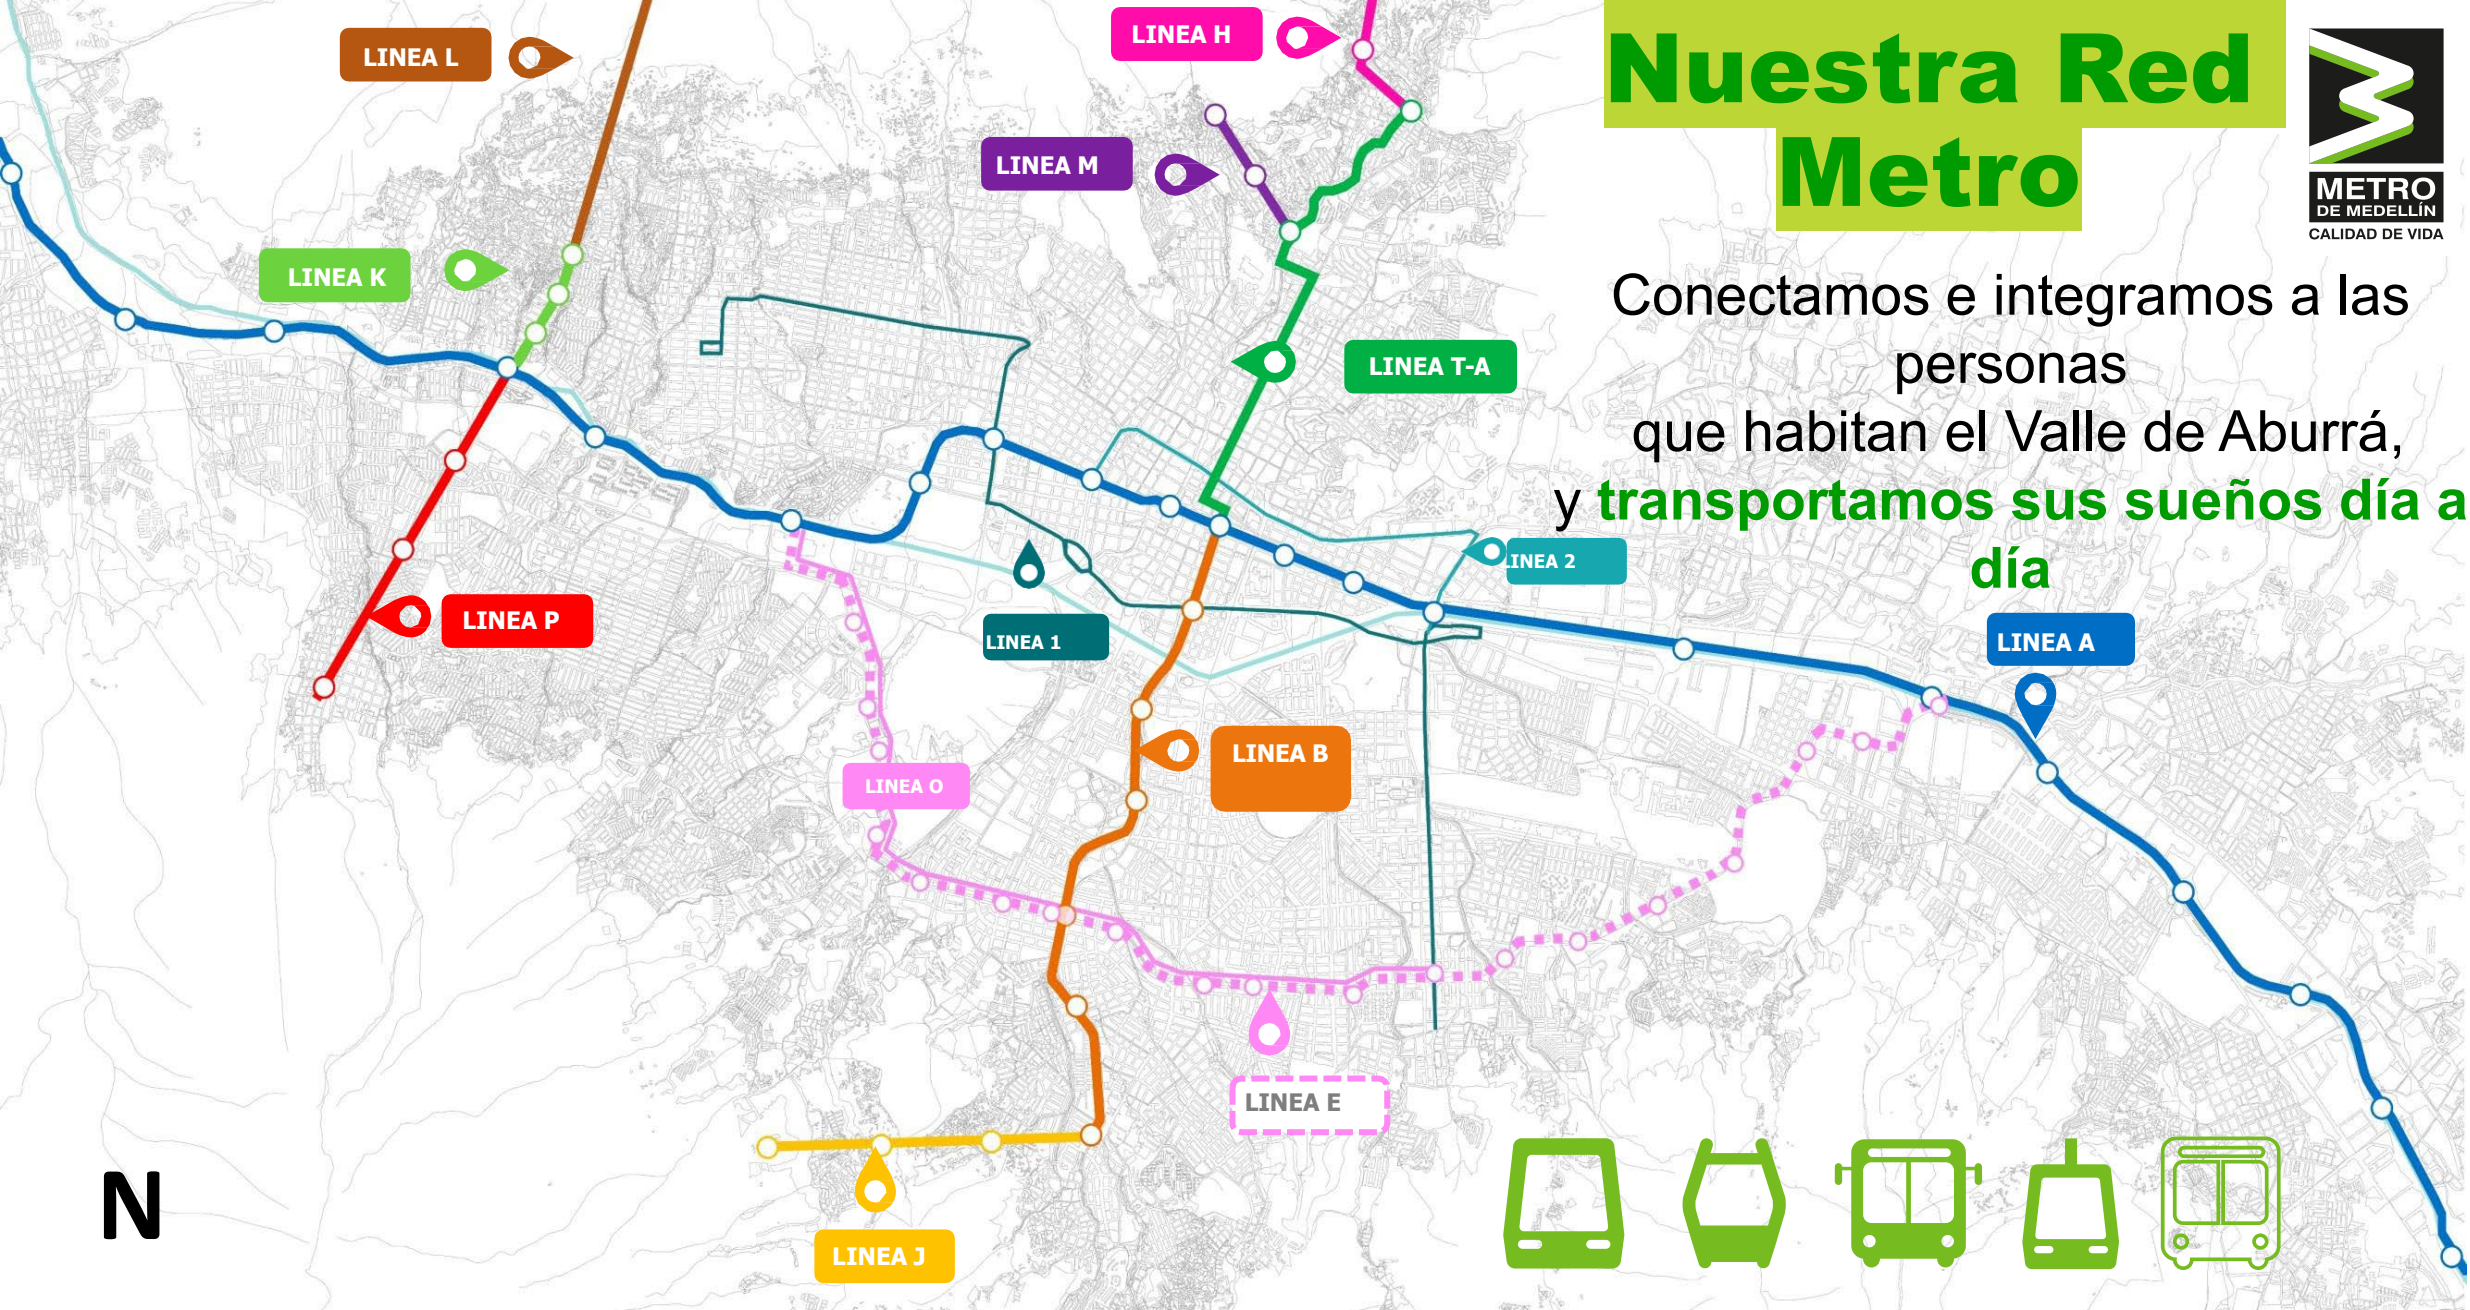 Nuestra Red
Metro
METRO
DE MEDELLÍN
CALIDAD DE VIDA
Conectamos e integramos a las
personas
que habitan el Valle de Aburrá,
y transportamos sus sueños día a
día
LINEA L
LINEA H
LINEA M
LINEA K
LINEA T-A
LINEA 2
LINEA P
LINEA 1
LINEA A
LINEA B
LINEA O
LINEA E
LINEA J
N